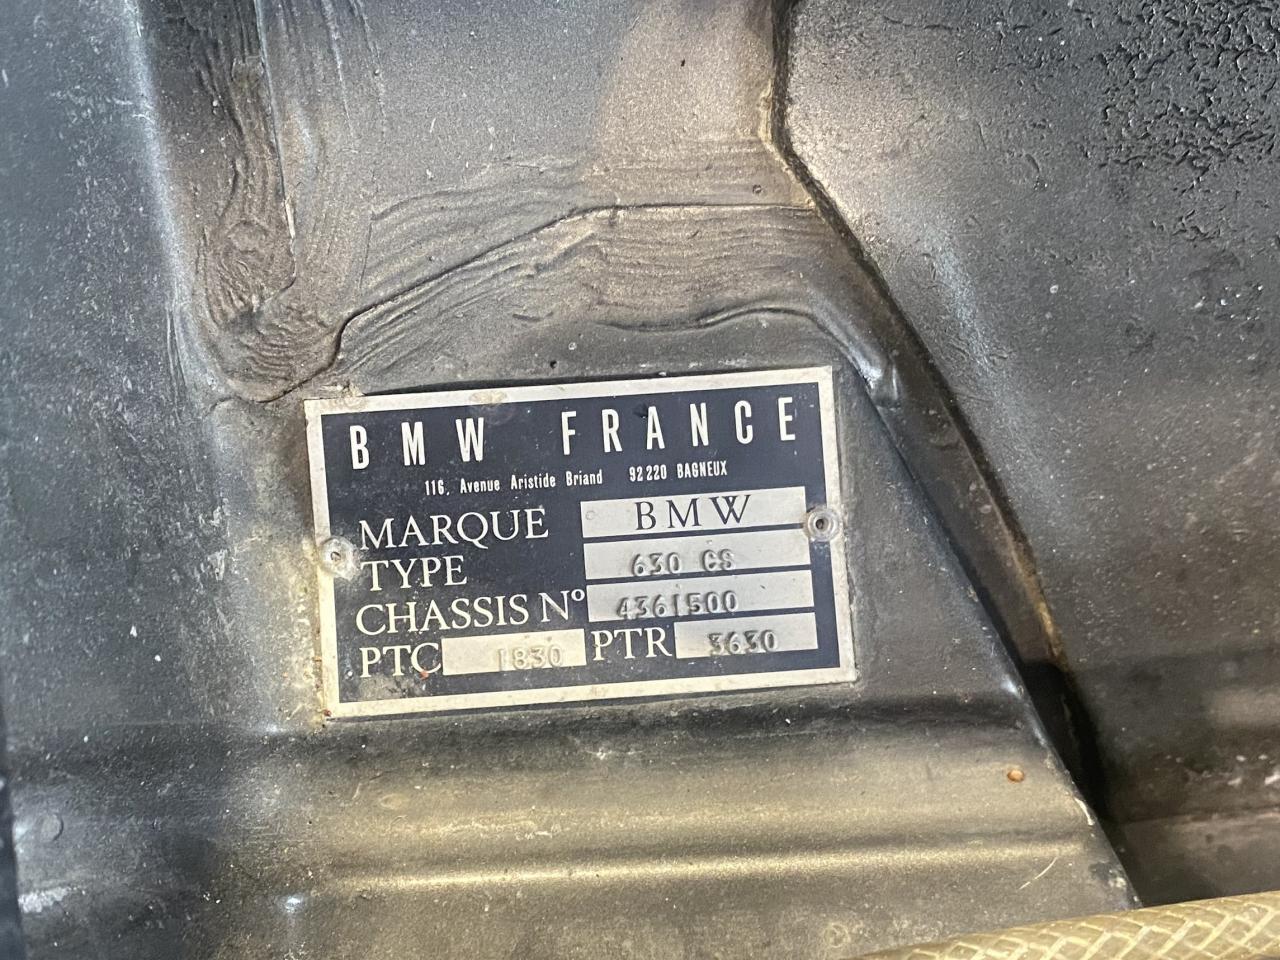 BMW FRANCE
116, Avenue Aristide Briand 92220 BAGNEUX
MARQUE BMW
TYPE 630 CS
CHASSIS Nº 4361500
PTC 1830 PTR 3630